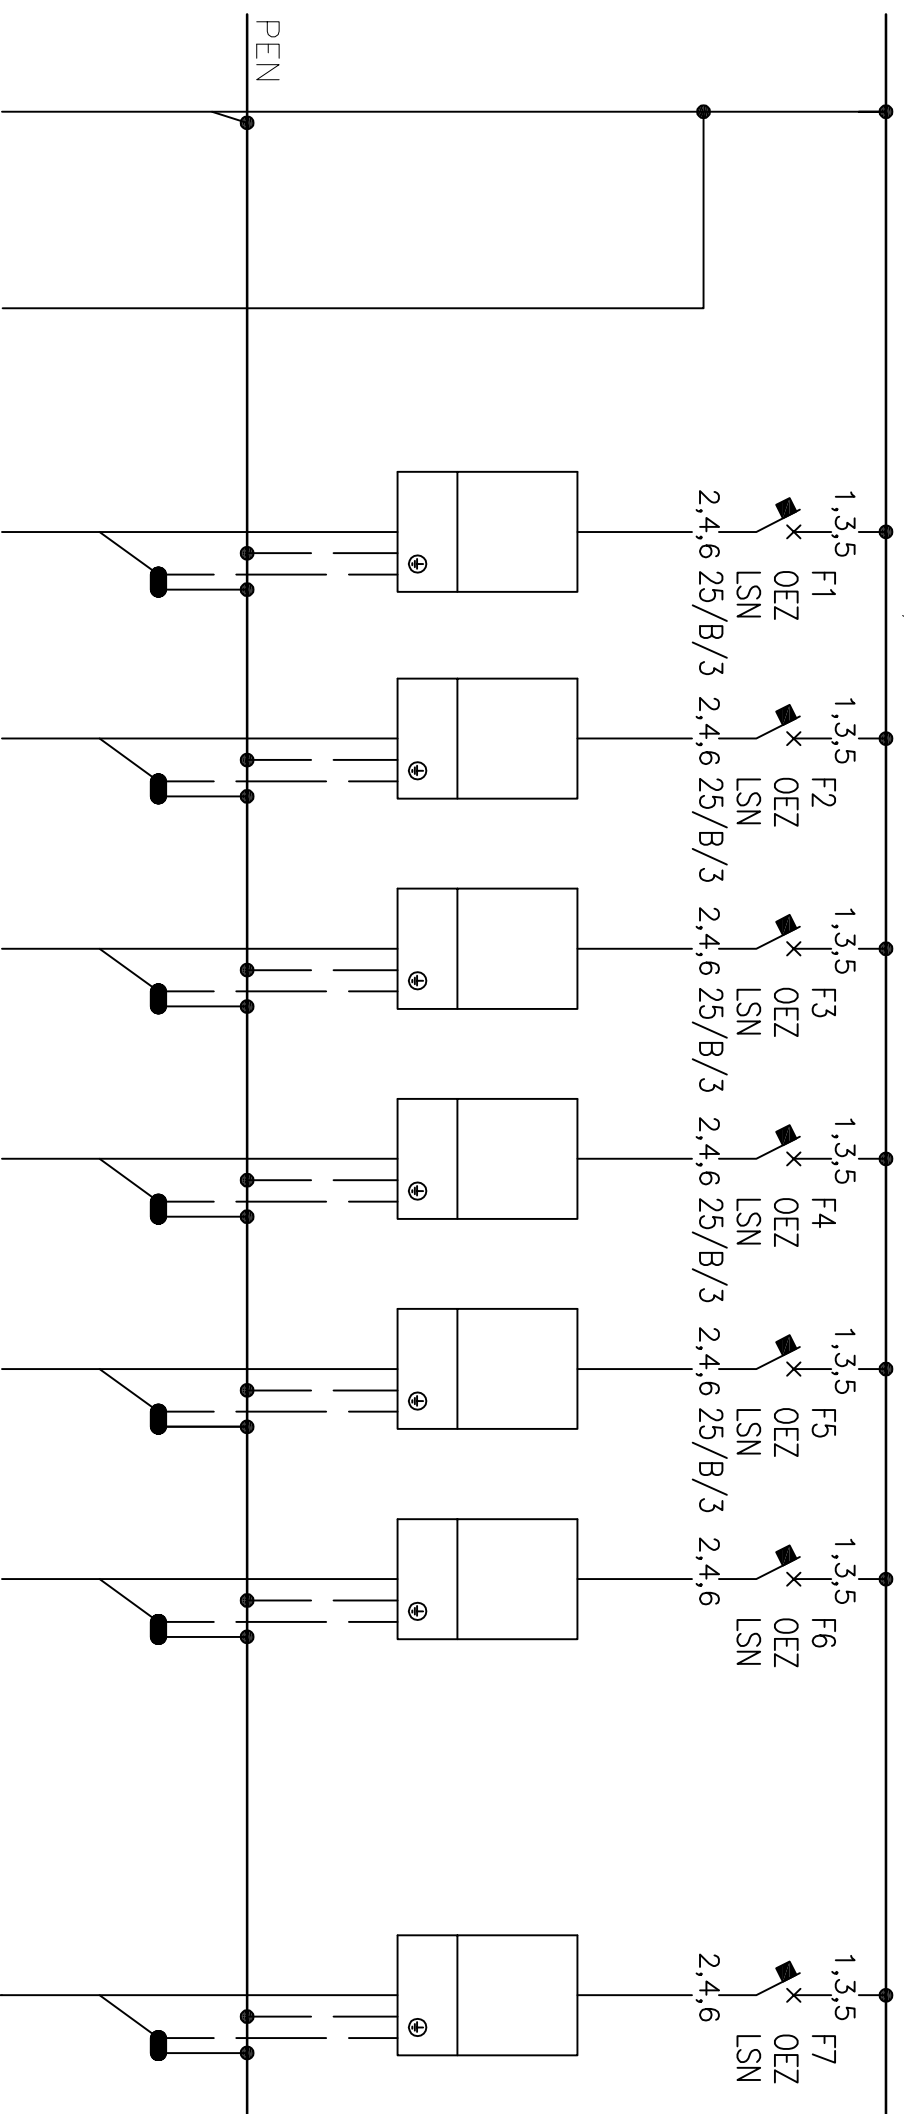 PEN
1,3,5
F1
OEZ
LSN
2,4,6 25/B/3
1,3,5
F2
OEZ
LSN
2,4,6 25/B/3
1,3,5
F3
OEZ
LSN
2,4,6 25/B/3
1,3,5
F4
OEZ
LSN
2,4,6 25/B/3
1,3,5
F5
OEZ
LSN
2,4,6 25/B/3
1,3,5
F6
OEZ
LSN
2,4,6
1,3,5
F7
OEZ
LSN
2,4,6